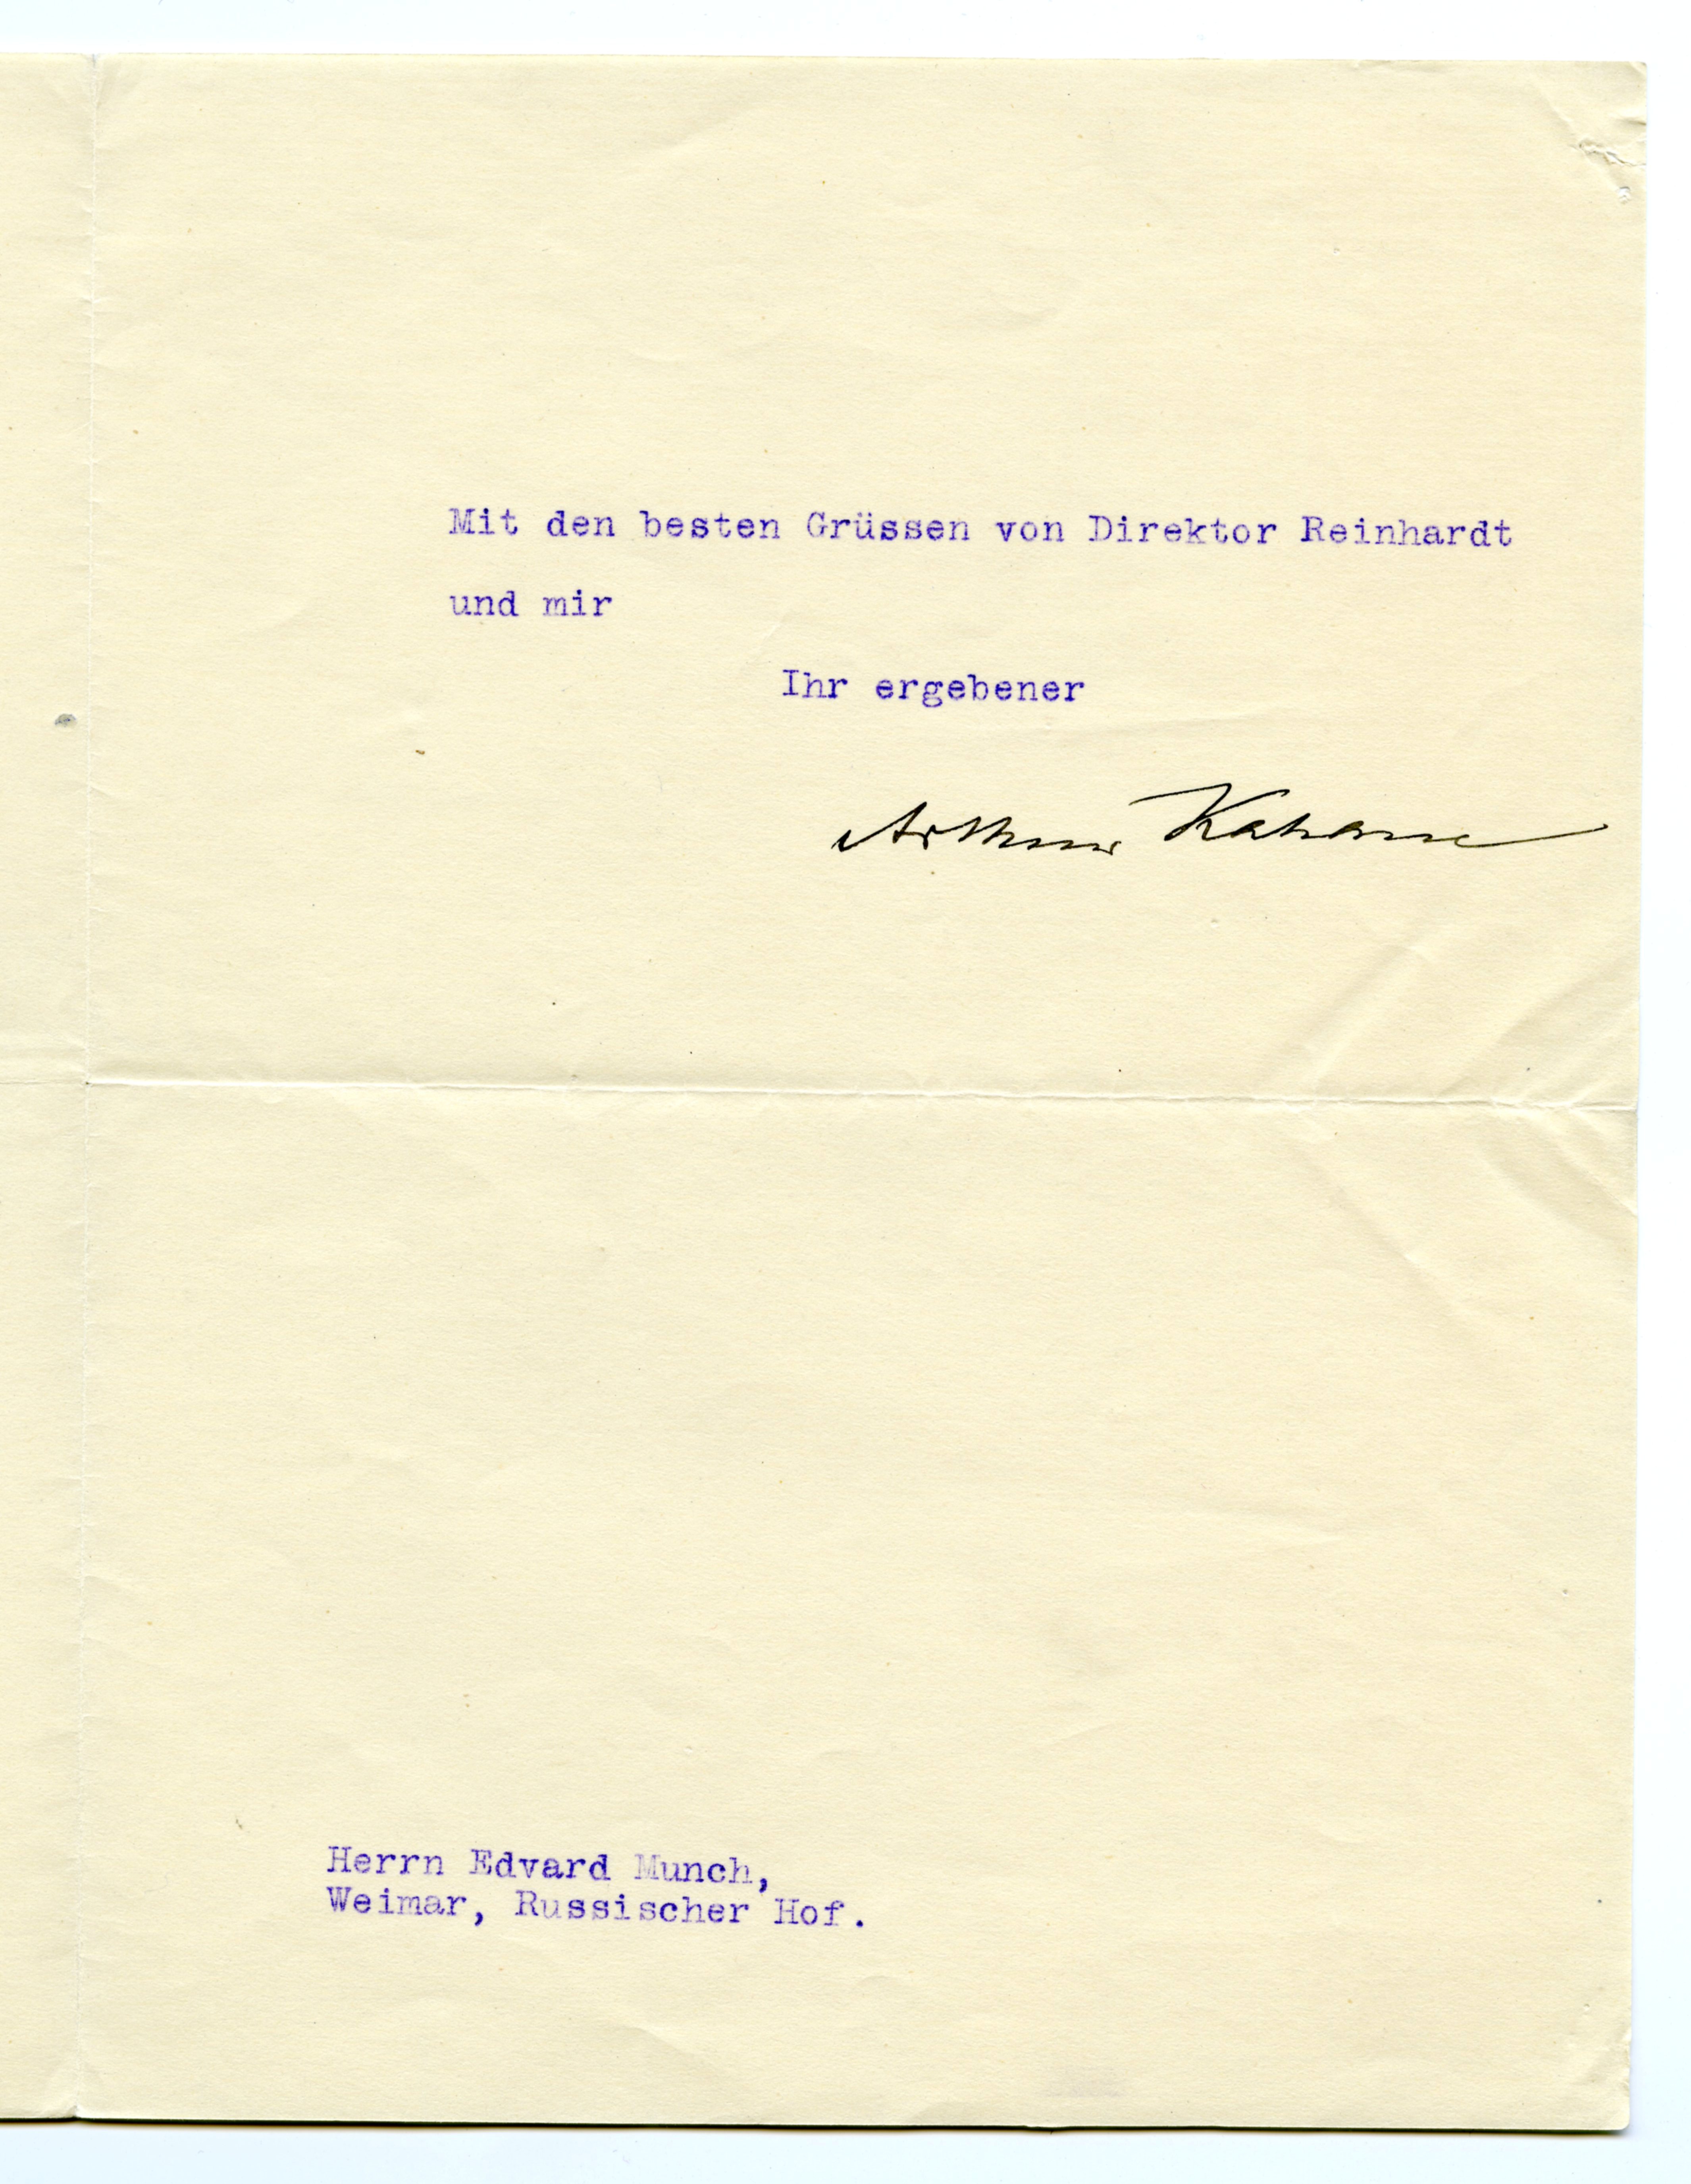 Mit den besten Grüssen von Direktor Reinhardt
und mir
Ihr ergebener
Arthur Kahane
Herrn Edvard Munch,
Weimar, Russischer Hof.